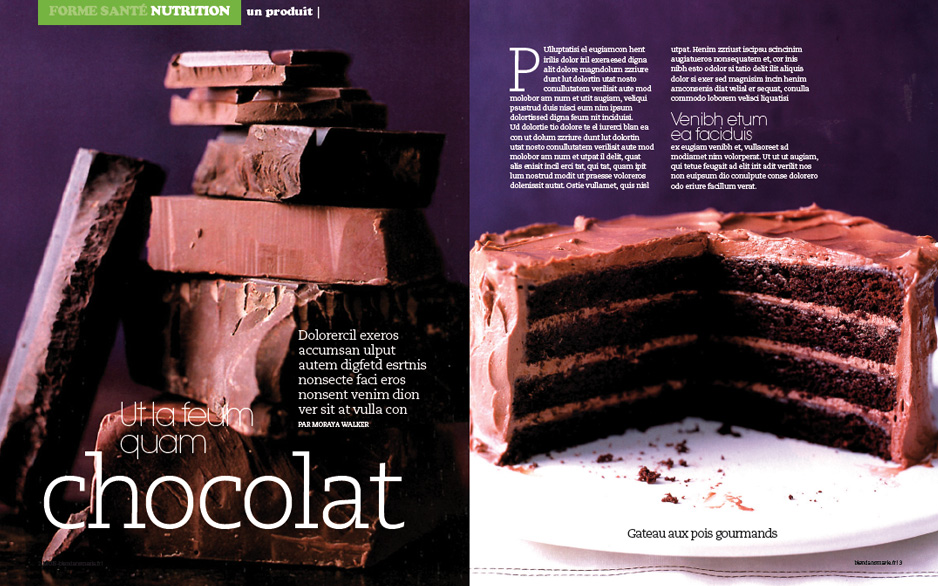 FORME SANTÉ NUTRITION un produit |
Dolorercil exeros
accumsan ulput
autem digfetd esrtnis
nonsecte faci eros
nonsent venim dion
ver sit at vulla con
PAR MORAYA WALKER
Ut la feum
quam
chocolat
PUlluptatisi el eugiamcon hent
irilis dolor iril exeraesed digna
alit dolore magndolum zzriure
dunt lut dolortin utat nosto
conullutatem verilisit aute mod
molobor am num et utit augiam, veliqui
psustrud duis nisci eum nim ipsum
dolortissed digna feum nit inciduisi.
Ud dolortie tio dolore te el iurerci blan ea
con ut dolum zzriure dunt lut dolortin
utat nosto conullutatem verilisit aute mod
molobor am num et utpat il delit, quat
alis enisit incil erci tat, qui tat, quam ipit
lum nostrud modit ut praesse voloreros
dolenissit autat. Ostie vullamet, quis nisl
utpat. Henim zzriust iscipsu scincinim
augiatueros nonsequatem et, cor inis
nibh esto odolor si tatio delit ilit aliquis
dolor si exer sed magnisim incin henim
amconsenis diat velisl er sequat, conulla
commodo loborem velisci liquatisi
Venibh etum
ea faciduis
ex eugiam venibh et, vullaoreet ad
modiamet nim volorperat. Ut ut ut augiam,
qui tetue feugait ad elit irit adit verilit nos
non euipsum dio conulpute conse dolorero
odo eriure facillum verat.
Gateau aux pois gourmands